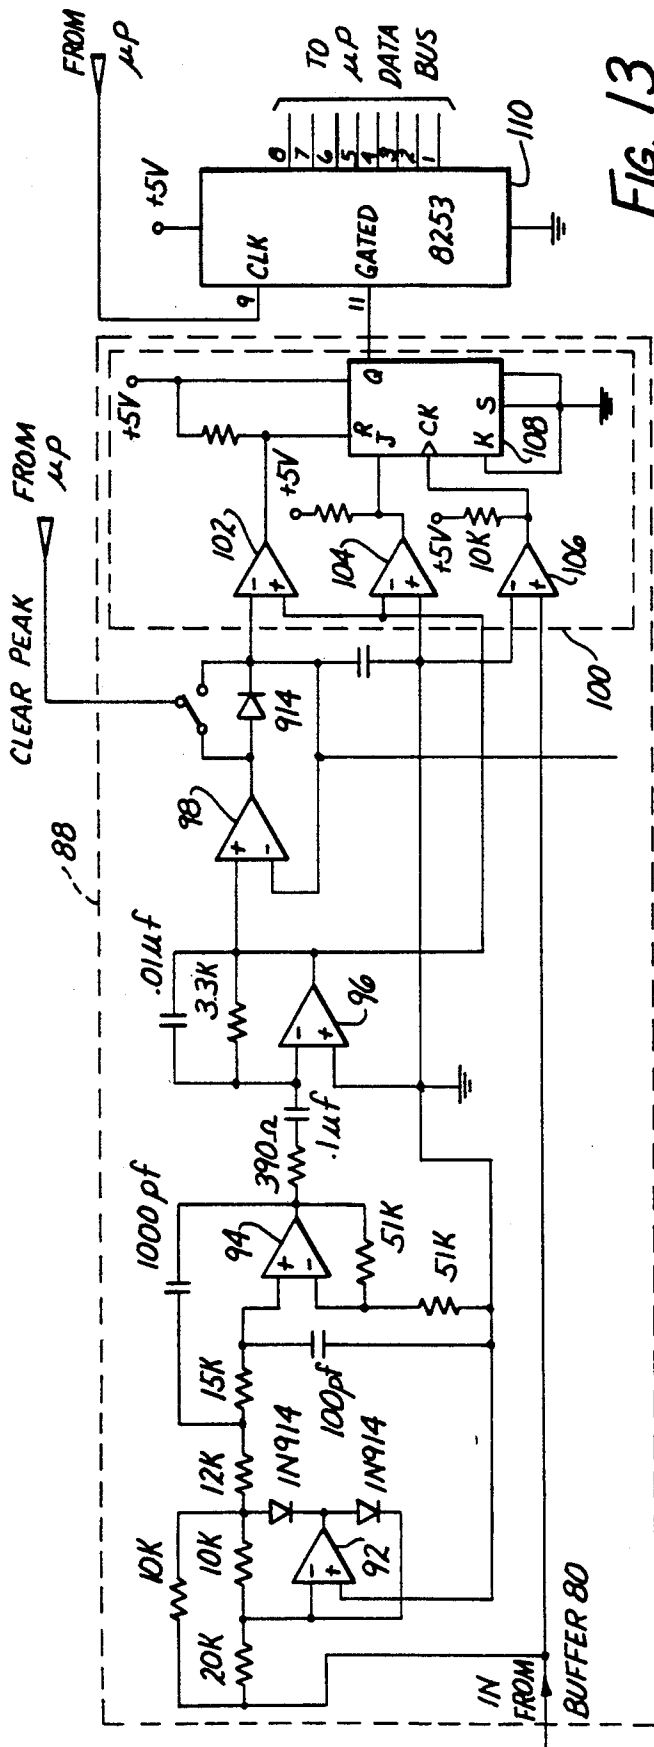 FIG. 13
88
CLEAR PEAK
FROM
µP
FROM
µP
10K
20K
10K
12K
15K
1000 pf
1N914
1N914
92
100pf
94
51K
51K
390Ω
.1µf
.01µf
3.3K
96
98
914
+
-
102
104
106
+5V
+5V
+5V
10K
R
J
Q
CK
K
S
108
100
9
CLK
+5V
11
GATED
8253
110
8
7
6
5
4
3
2
1
TO
µP
DATA
BUS
IN
FROM
BUFFER 80